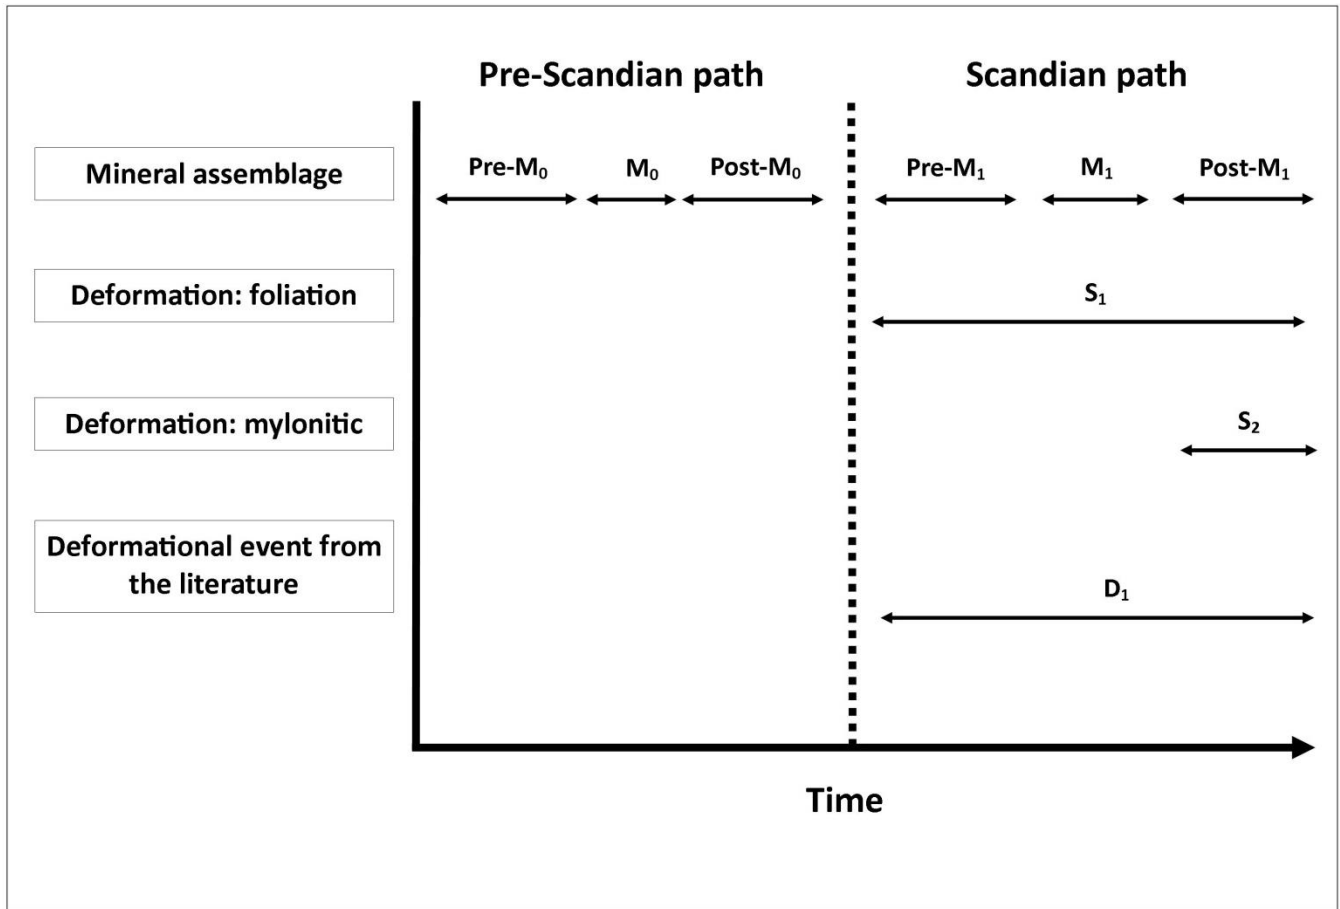 Pre-Scandian path
Scandian path
Mineral assemblage
Pre-M₀
M₀
Post-M₀
Pre-M₁
M₁
Post-M₁
Deformation: foliation
S₁
Deformation: mylonitic
S₂
Deformational event from
the literature
D₁
Time